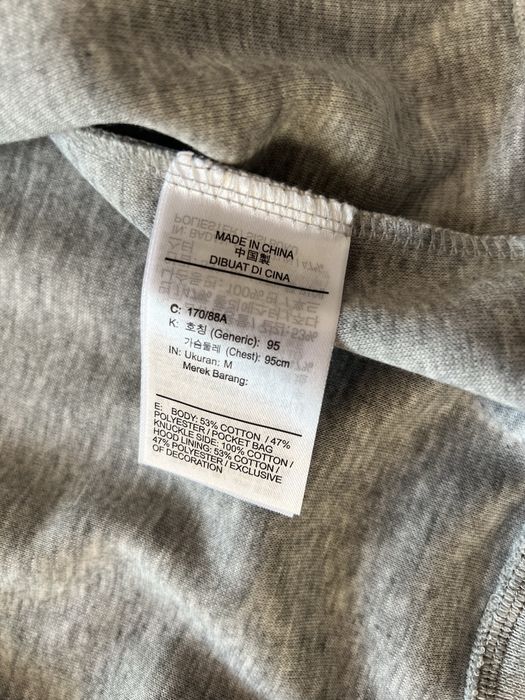 MADE IN CHINA
中国製
DIBUAT DI CINA
C: 170/88A
K: 호칭 (Generic): 95
가슴둘레 (Chest): 95cm
IN: Ukuran: M
Merek Barang:
E: BODY: 53% COTTON / 47%
POLYESTER / POCKET BAG
KNUCKLE SIDE: 100% COTTON /
HOOD LINING: 53% COTTON /
47% POLYESTER / EXCLUSIVE
OF DECORATION